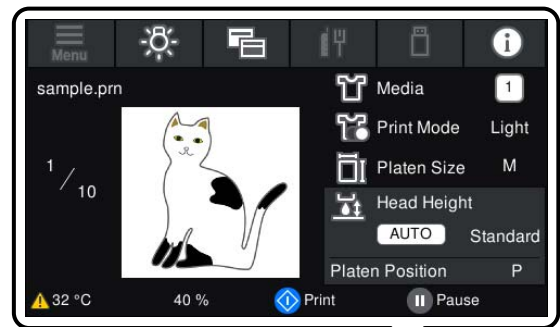 Menu
i
sample.prn
Media 1
Print Mode Light
1/10
Platen Size M
Head Height
AUTO Standard
Platen Position P
32 °C 40 % Print Pause